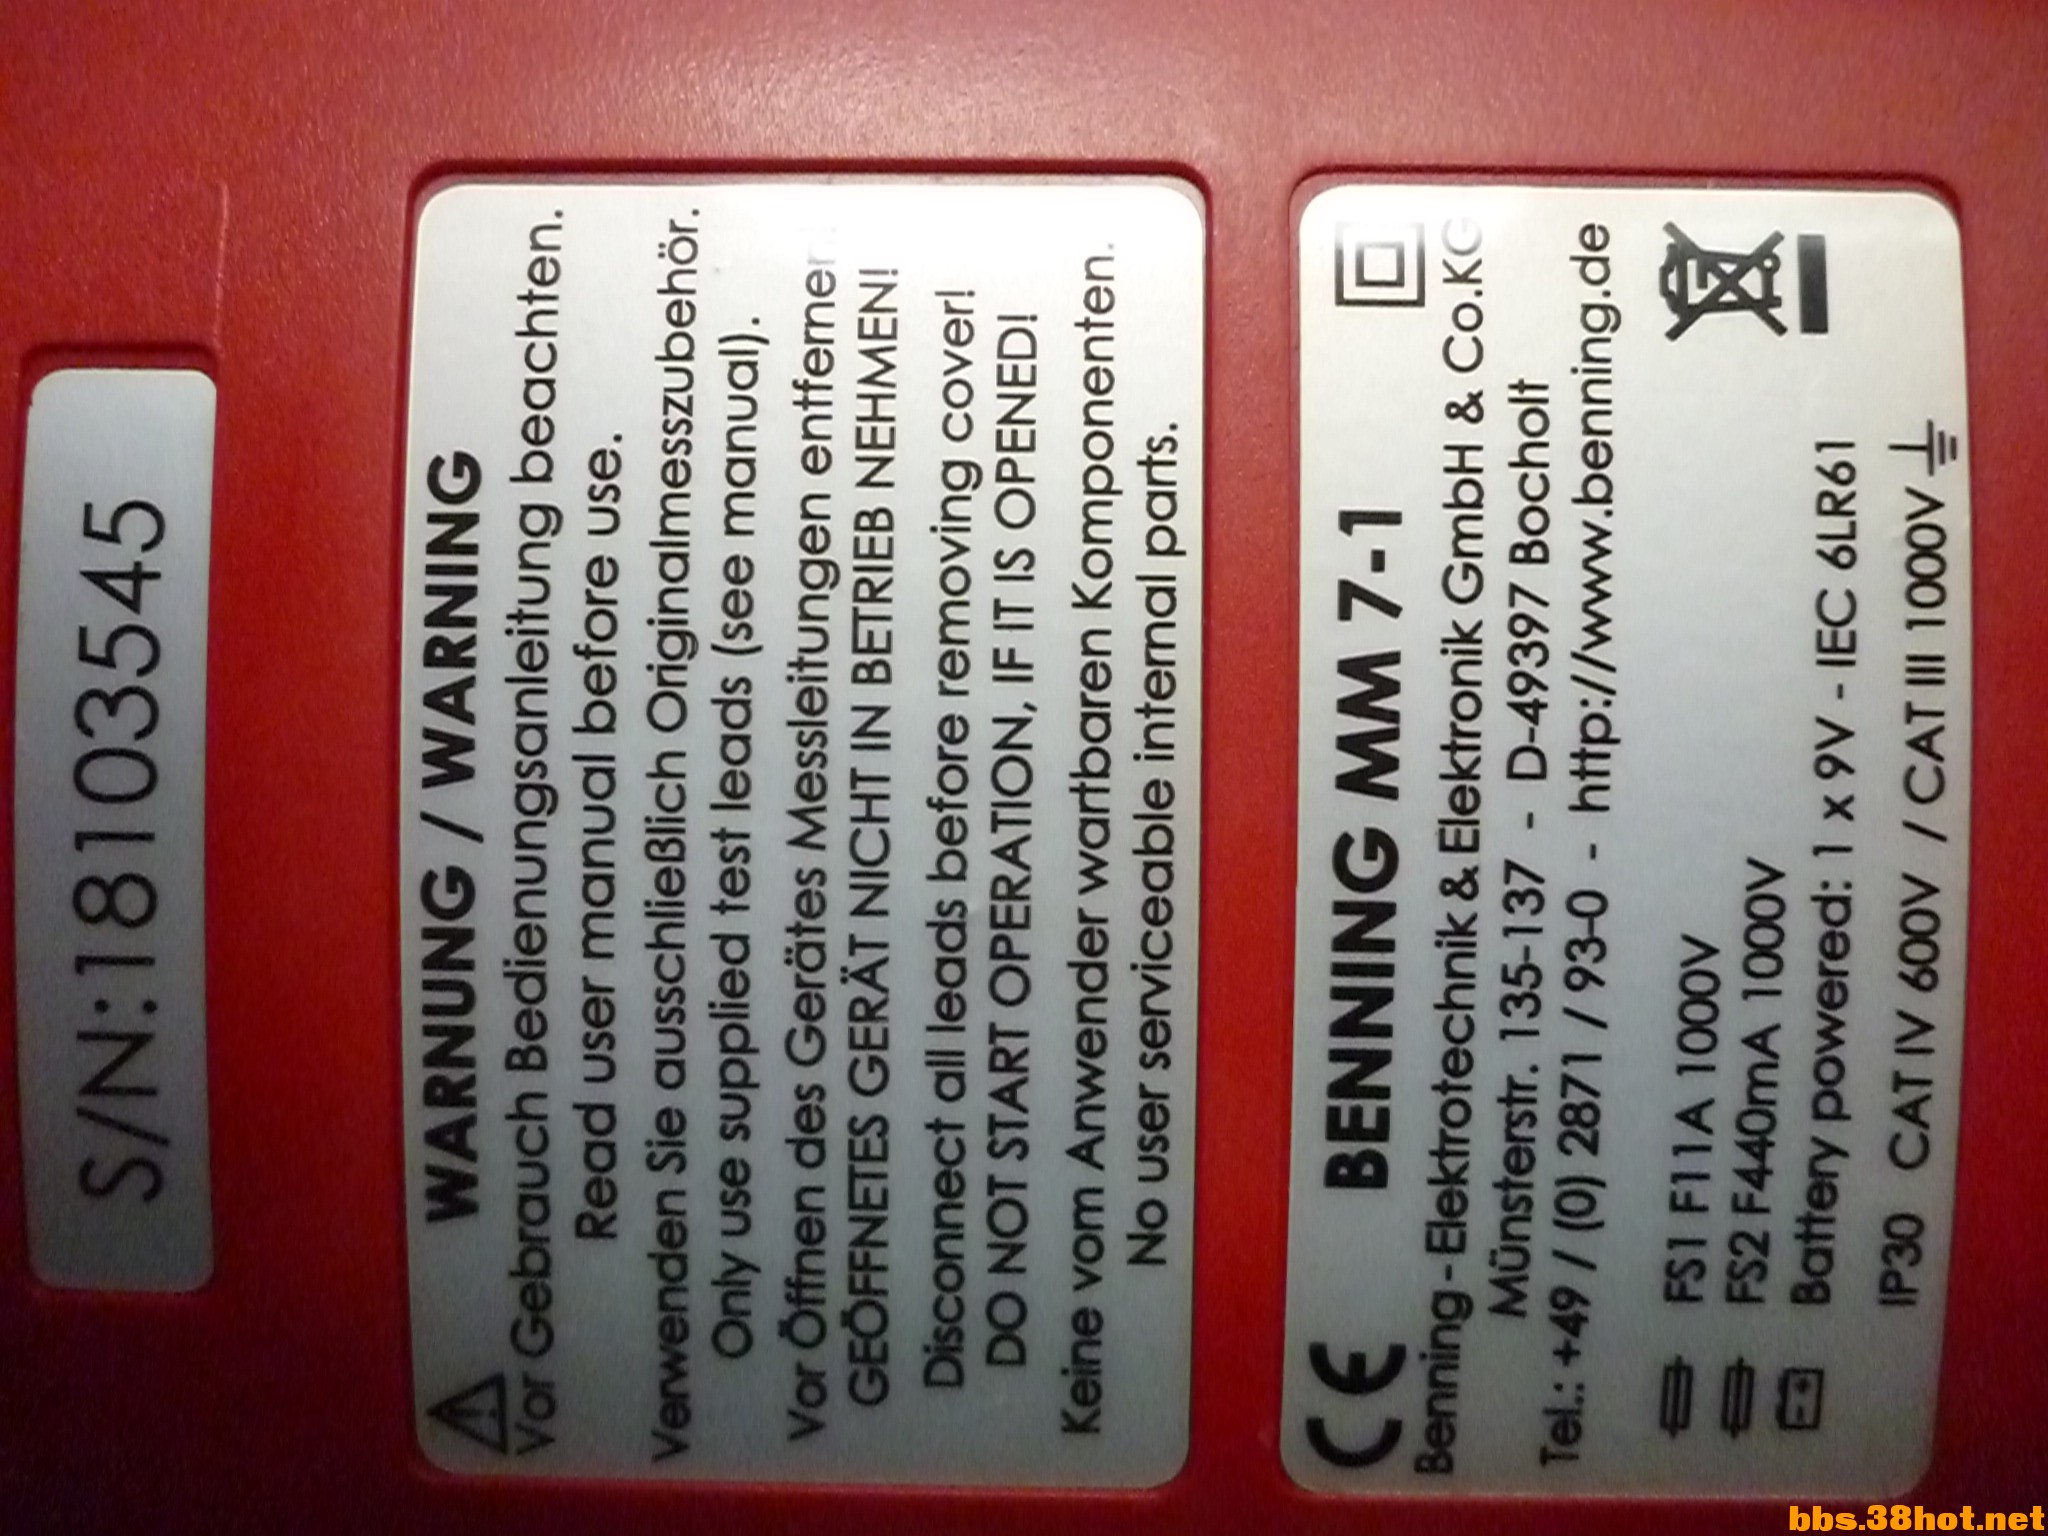 S/N:18103545
WARNUNG / WARNING
Vor Gebrauch Bedienungsanleitung beachten.
Read user manual before use.
Verwenden Sie ausschließlich Originalmesszubehör.
Only use supplied test leads (see manual).
Vor Öffnen des Gerätes Messleitungen entfernen!
GEÖFFNETES GERÄT NICHT IN BETRIEB NEHMEN!
Disconnect all leads before removing cover!
DO NOT START OPERATION, IF IT IS OPENED!
Keine vom Anwender wartbaren Komponenten.
No user serviceable internal parts.
CE BENNING MM 7-1
Benning - Elektrotechnik & Elektronik GmbH & Co.KG
Münsterstr. 135-137 - D-49397 Bocholt
Tel.: +49 / (0) 2871 / 93-0 - http://www.benning.de
FS1 F11A 1000V
FS2 F440mA 1000V
Battery powered: 1 x 9V - IEC 6LR61
IP30 CAT IV 600V / CAT III 1000V
bbs.38hot.net